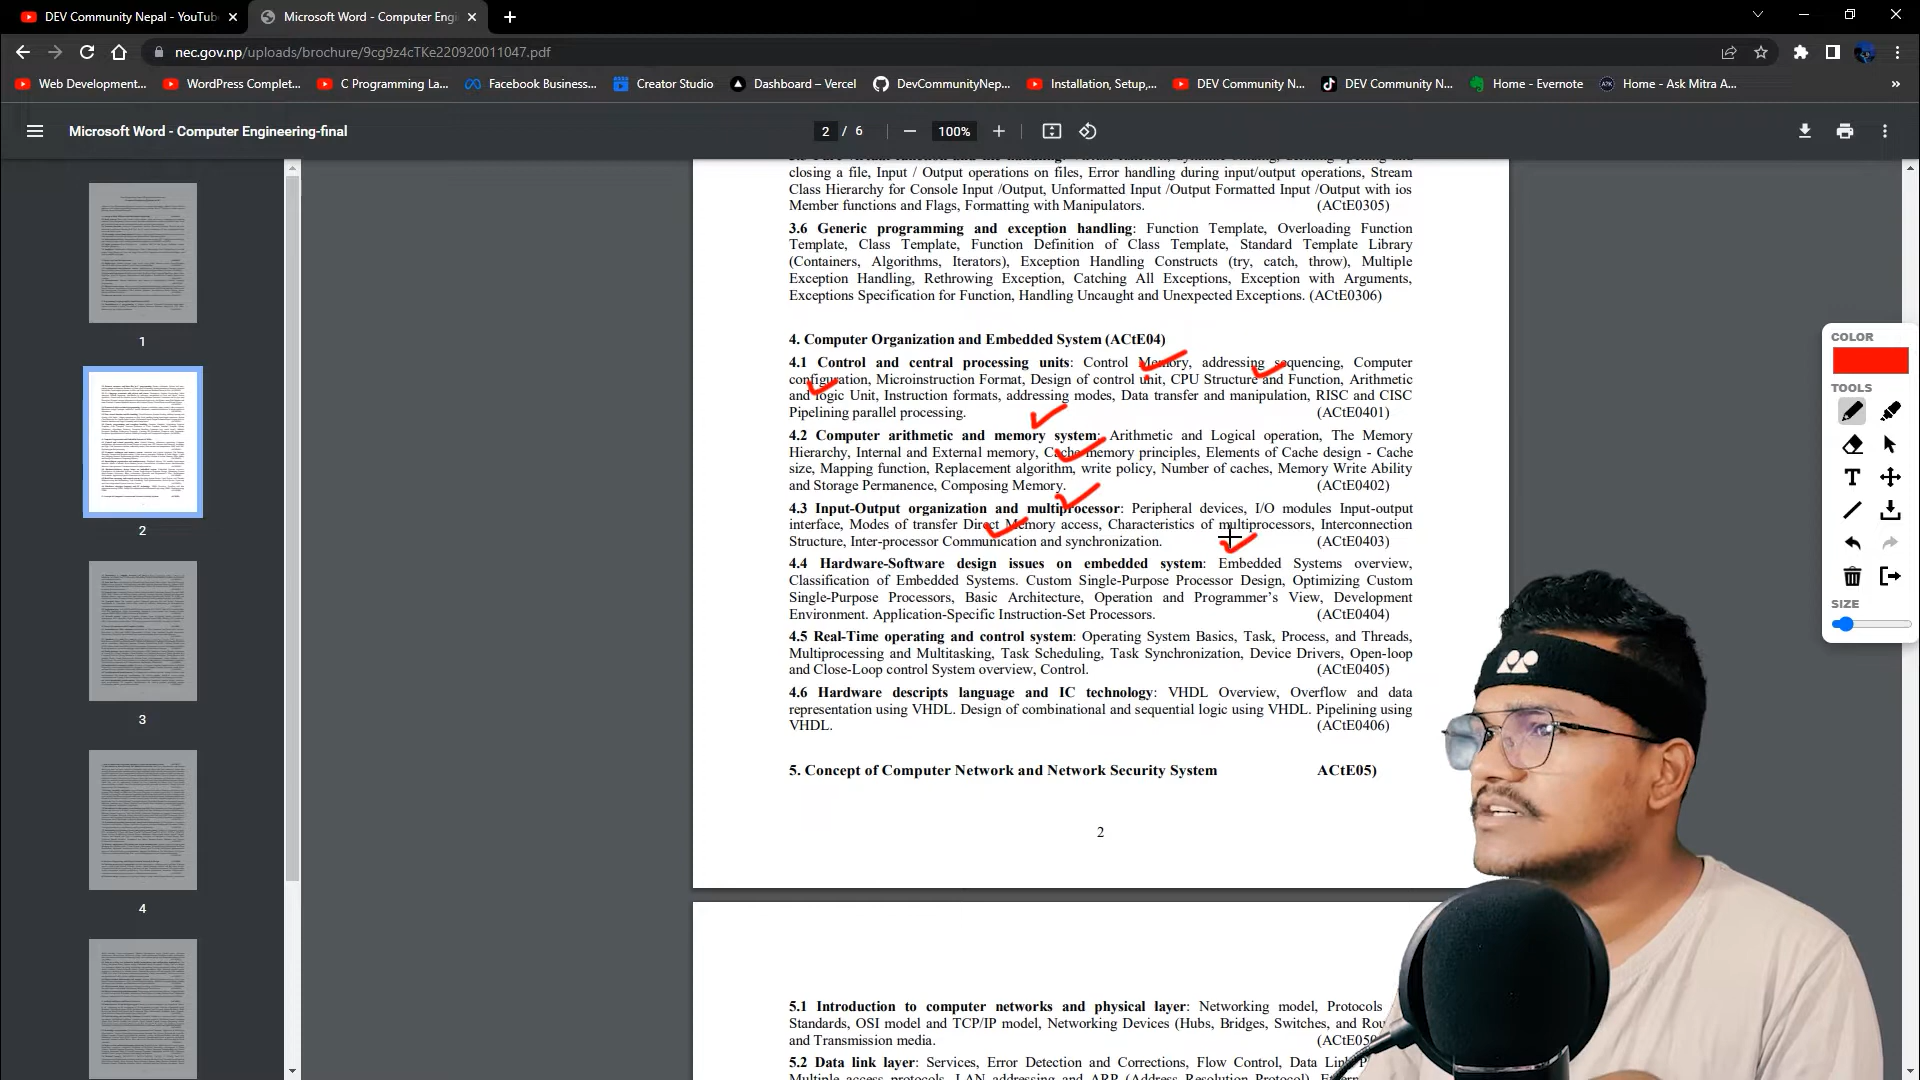 DEV Community Nepal - YouTub
Microsoft Word - Computer Engi
nec.gov.np/uploads/brochure/9cg9z4cTKe220920011047.pdf
Web Development...
WordPress Complet...
C Programming La...
Facebook Business...
Creator Studio
Dashboard – Vercel
DevCommunityNep...
Installation, Setup,...
DEV Community N...
DEV Community N...
Home - Evernote
Home - Ask Mitra A...
Microsoft Word - Computer Engineering-final
2 / 6
100%
1
2
3
4
closing a file, Input / Output operations on files, Error handling during input/output operations, Stream
Class Hierarchy for Console Input /Output, Unformatted Input /Output Formatted Input /Output with ios
Member functions and Flags, Formatting with Manipulators. (ACtE0305)
3.6 Generic programming and exception handling: Function Template, Overloading Function
Template, Class Template, Function Definition of Class Template, Standard Template Library
(Containers, Algorithms, Iterators), Exception Handling Constructs (try, catch, throw), Multiple
Exception Handling, Rethrowing Exception, Catching All Exceptions, Exception with Arguments,
Exceptions Specification for Function, Handling Uncaught and Unexpected Exceptions. (ACtE0306)
4. Computer Organization and Embedded System (ACtE04)
4.1 Control and central processing units: Control Memory, addressing sequencing, Computer
configuration, Microinstruction Format, Design of control unit, CPU Structure and Function, Arithmetic
and logic Unit, Instruction formats, addressing modes, Data transfer and manipulation, RISC and CISC
Pipelining parallel processing. (ACtE0401)
4.2 Computer arithmetic and memory system: Arithmetic and Logical operation, The Memory
Hierarchy, Internal and External memory, Cache memory principles, Elements of Cache design - Cache
size, Mapping function, Replacement algorithm, write policy, Number of caches, Memory Write Ability
and Storage Permanence, Composing Memory. (ACtE0402)
4.3 Input-Output organization and multiprocessor: Peripheral devices, I/O modules Input-output
interface, Modes of transfer Direct Memory access, Characteristics of multiprocessors, Interconnection
Structure, Inter-processor Communication and synchronization. (ACtE0403)
4.4 Hardware-Software design issues on embedded system: Embedded Systems overview,
Classification of Embedded Systems. Custom Single-Purpose Processor Design, Optimizing Custom
Single-Purpose Processors, Basic Architecture, Operation and Programmer's View, Development
Environment. Application-Specific Instruction-Set Processors. (ACtE0404)
4.5 Real-Time operating and control system: Operating System Basics, Task, Process, and Threads,
Multiprocessing and Multitasking, Task Scheduling, Task Synchronization, Device Drivers, Open-loop
and Close-Loop control System overview, Control. (ACtE0405)
4.6 Hardware descripts language and IC technology: VHDL Overview, Overflow and data
representation using VHDL. Design of combinational and sequential logic using VHDL. Pipelining using
VHDL. (ACtE0406)
5. Concept of Computer Network and Network Security System ACtE05)
2
5.1 Introduction to computer networks and physical layer: Networking model, Protocols
Standards, OSI model and TCP/IP model, Networking Devices (Hubs, Bridges, Switches, and Rou
and Transmission media. (ACtE050
5.2 Data link layer: Services, Error Detection and Corrections, Flow Control, Data Link
Multiple access protocols, LAN addressing and ARP (Address Resolution Protocol),
COLOR
TOOLS
T
SIZE